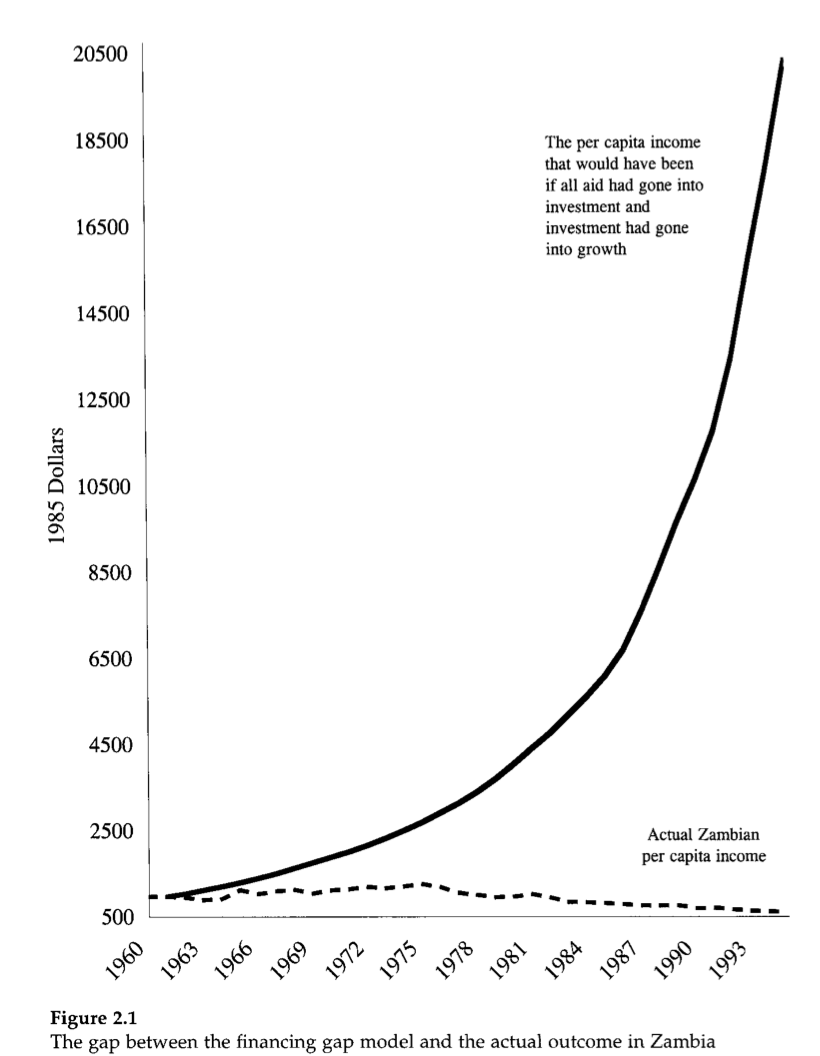 20500
18500
16500
14500
12500
10500
8500
6500
4500
2500
500
1985 Dollars
The per capita income
that would have been
if all aid had gone into
investment and
investment had gone
into growth
Actual Zambian
per capita income
1960
1963
1966
1969
1972
1975
1978
1981
1984
1987
1990
1993
Figure 2.1
The gap between the financing gap model and the actual outcome in Zambia